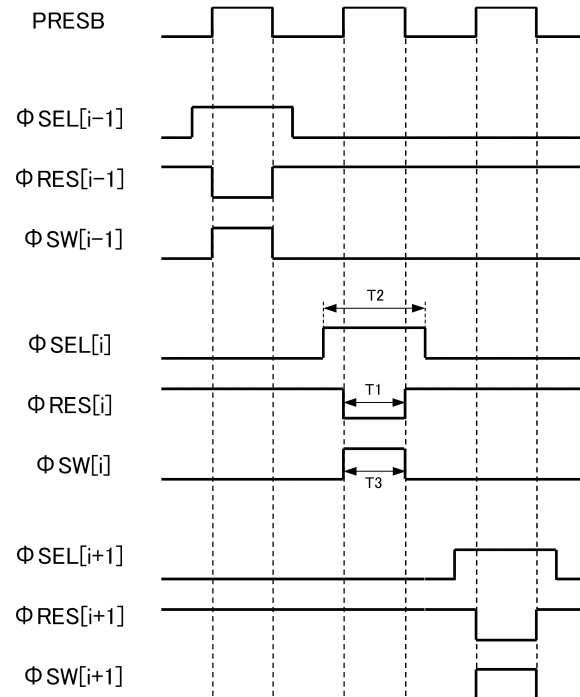 PRESB
ΦSEL[i-1]
ΦRES[i-1]
ΦSW[i-1]
T2
ΦSEL[i]
T1
ΦRES[i]
ΦSW[i]
T3
ΦSEL[i+1]
ΦRES[i+1]
ΦSW[i+1]